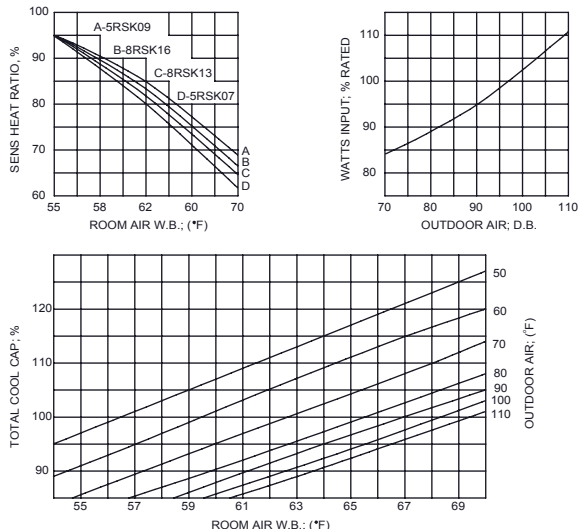 100
90
80
70
60
SENS HEAT RATIO, %
A-5RSK09
B-8RSK16
C-8RSK13
D-5RSK07
A
B
C
D
55 58 62 60 70
ROOM AIR W.B.; (°F)
WATTS INPUT; % RATED
110
100
90
80
70 80 90 100 110
OUTDOOR AIR; D.B.
TOTAL COOL CAP; %
120
110
100
90
50
60
70
80
90
100
110
OUTDOOR AIR; (°F)
55 57 59 61 63 65 67 69
ROOM AIR W.B.; (°F)